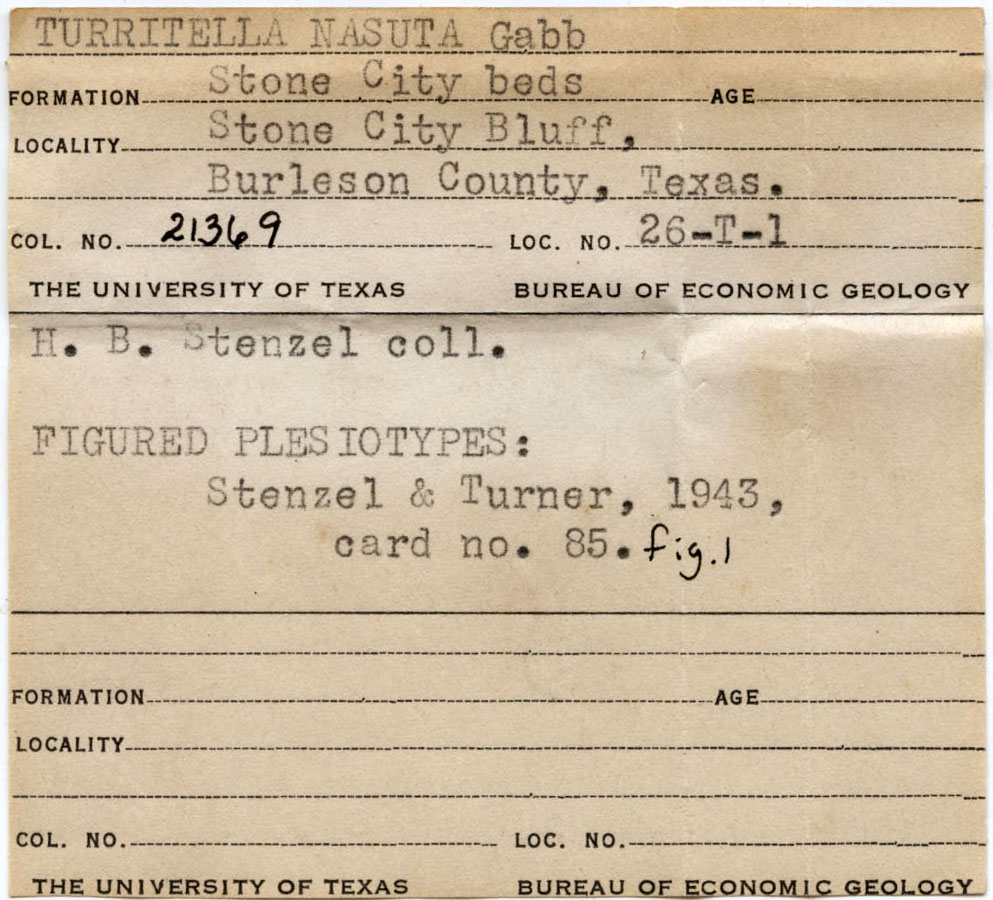 TURRITELLA NASUTA Gabb
FORMATION Stone City beds AGE
LOCALITY Stone City Bluff,
Burleson County, Texas.
COL. NO. 21369 LOC. NO. 26-T-1
THE UNIVERSITY OF TEXAS BUREAU OF ECONOMIC GEOLOGY
H. B. Stenzel coll.
FIGURED PLESIOTYPES:
Stenzel & Turner, 1943,
card no. 85. fig. 1
FORMATION AGE
LOCALITY
COL. NO. LOC. NO.
THE UNIVERSITY OF TEXAS BUREAU OF ECONOMIC GEOLOGY